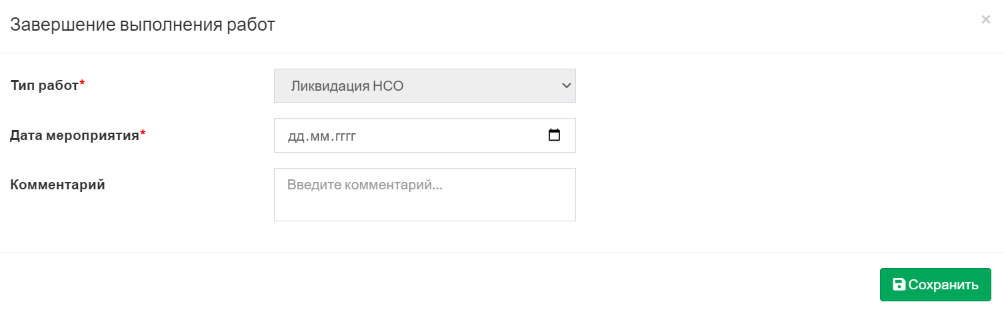 Завершение выполнения работ
×
Тип работ*
Ликвидация НСО
Дата мероприятия*
дд.мм.гггг
Комментарий
Введите комментарий...
Сохранить